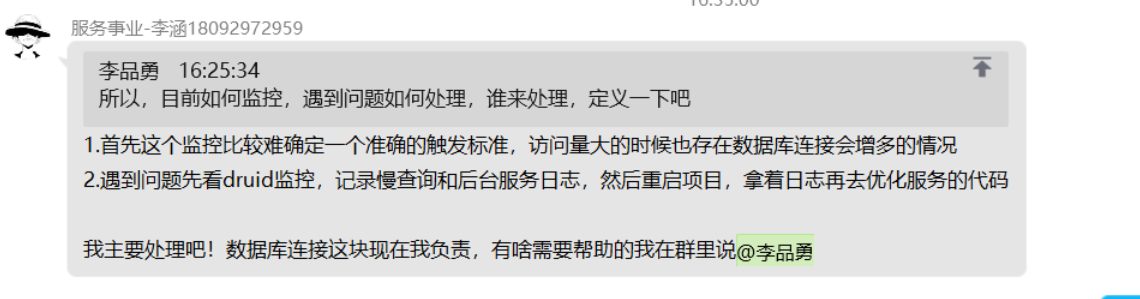 16:35:00
服务事业-李涵18092972959
李品勇 16:25:34
所以，目前如何监控，遇到问题如何处理，谁来处理，定义一下吧
1.首先这个监控比较难确定一个准确的触发标准，访问量大的时候也存在数据库连接会增多的情况
2.遇到问题先看druid监控，记录慢查询和后台服务日志，然后重启项目，拿着日志再去优化服务的代码
我主要处理吧！数据库连接这块现在我负责，有啥需要帮助的我在群里说@李品勇